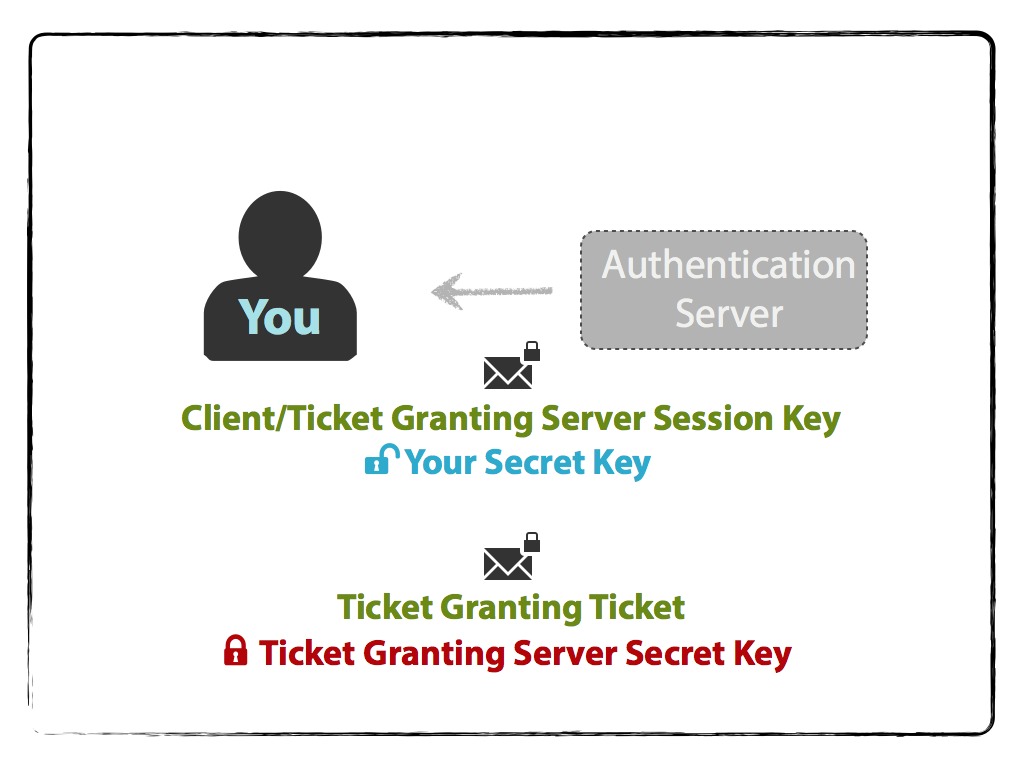 You
Authentication
Server
Client/Ticket Granting Server Session Key
Your Secret Key
Ticket Granting Ticket
Ticket Granting Server Secret Key